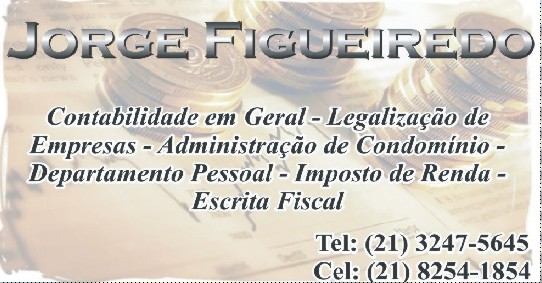 JORGE FIGUEIREDO
Contabilidade em Geral - Legalização de
Empresas - Administração de Condomínio -
Departamento Pessoal - Imposto de Renda -
Escrita Fiscal
Tel: (21) 3247-5645
Cel: (21) 8254-1854